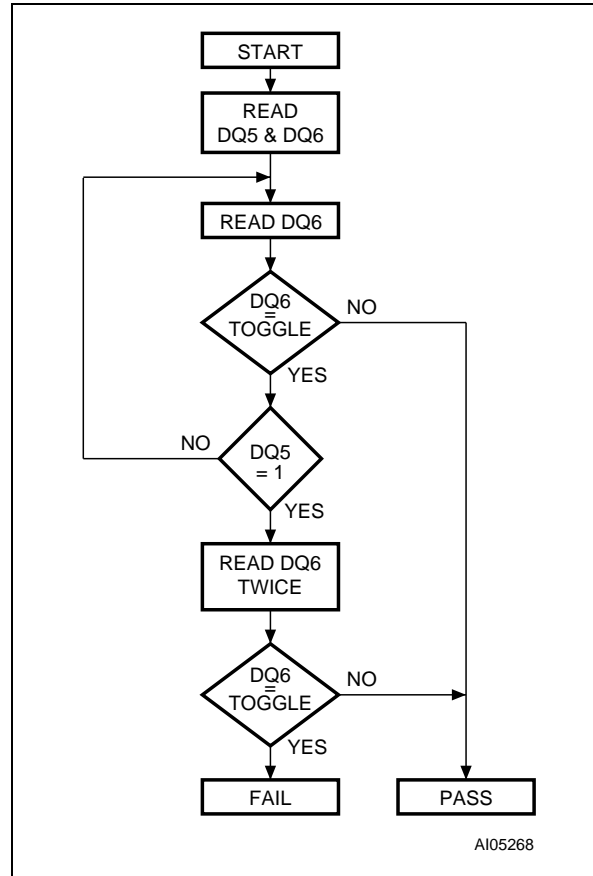 START
READ
DQ5 & DQ6
READ DQ6
DQ6
=
TOGGLE
NO
YES
NO
DQ5
= 1
YES
READ DQ6
TWICE
DQ6
=
TOGGLE
NO
YES
FAIL
PASS
AI05268